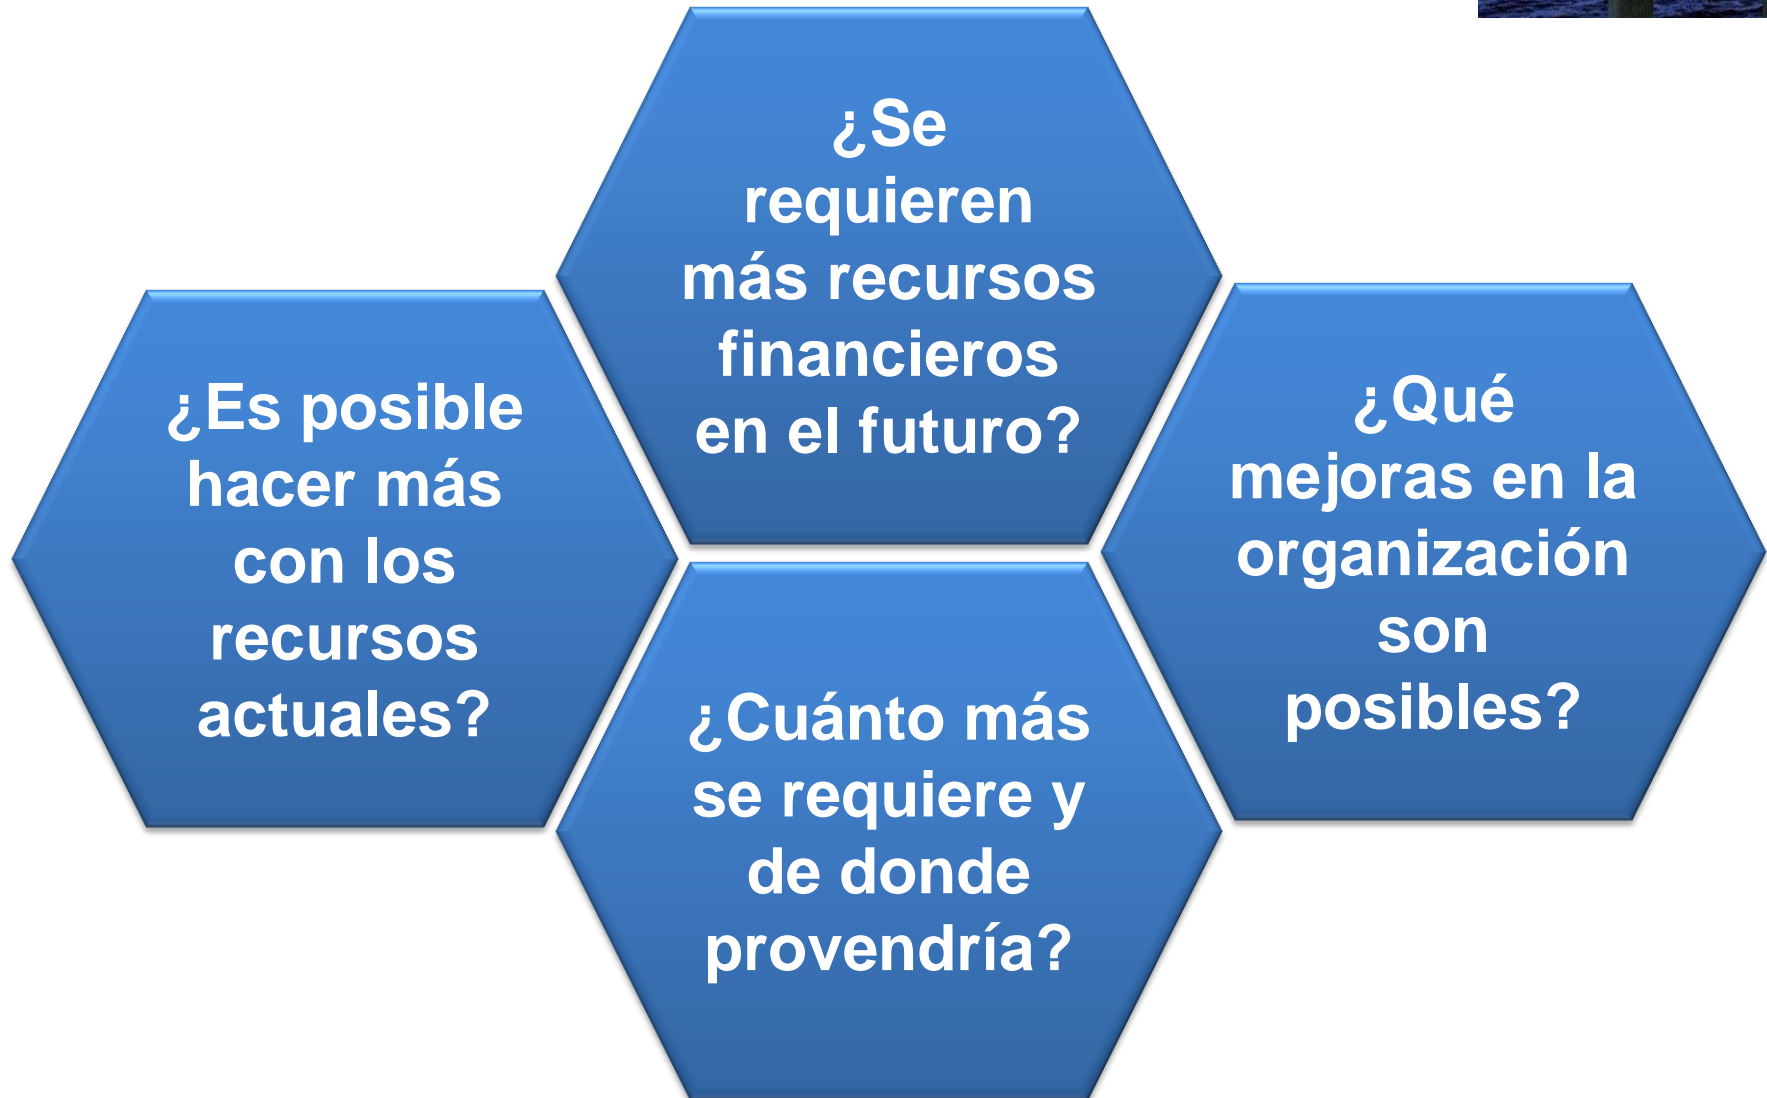 ¿Se
requieren
más recursos
financieros
en el futuro?
¿Es posible
hacer más
con los
recursos
actuales?
¿Qué
mejoras en la
organización
son
posibles?
¿Cuánto más
se requiere y
de donde
provendría?